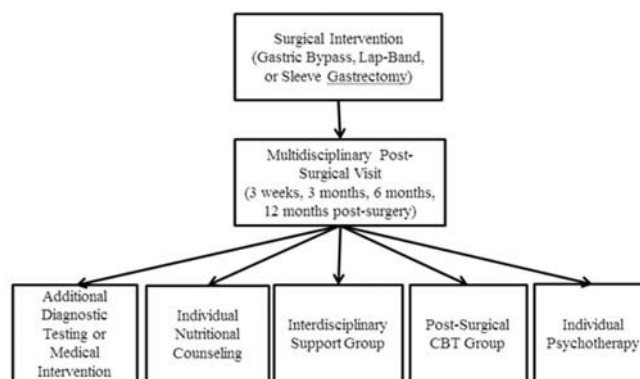 Surgical Intervention
(Gastric Bypass, Lap-Band,
or Sleeve Gastrectomy)
Multidisciplinary Post-
Surgical Visit
(3 weeks, 3 months, 6 months,
12 months post-surgery)
Additional
Diagnostic
Testing or
Medical
Intervention
Individual
Nutritional
Counseling
Interdisciplinary
Support Group
Post-Surgical
CBT Group
Individual
Psychotherapy